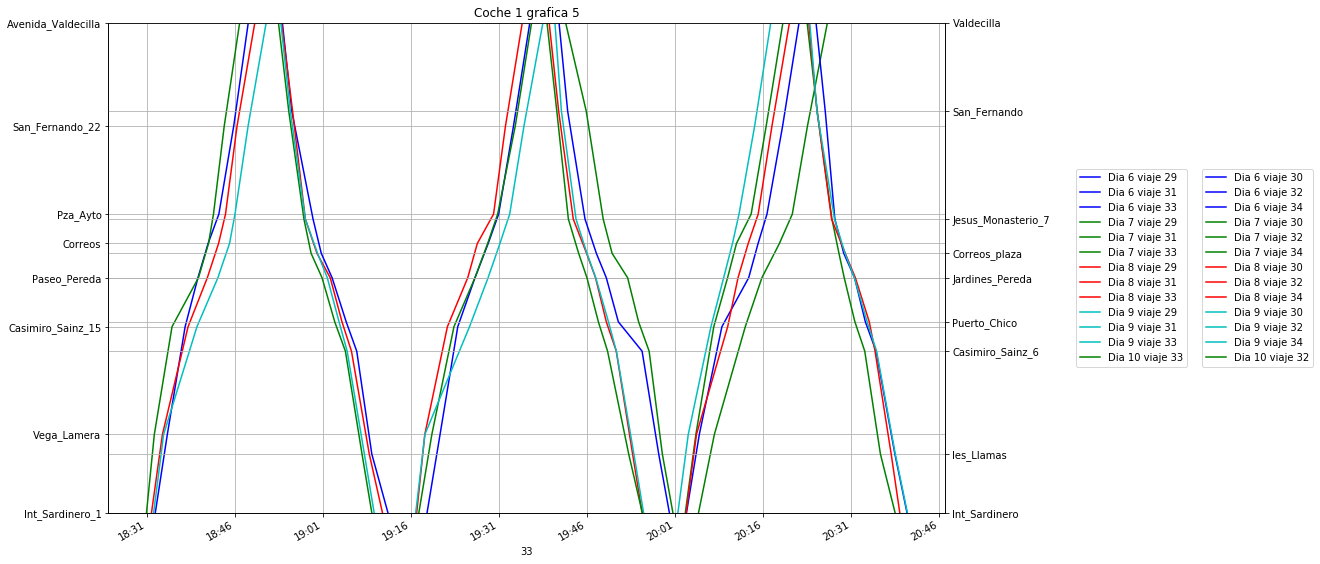 Coche 1 grafica 5
Avenida_Valdecilla
San_Fernando_22
Pza_Ayto
Correos
Paseo_Pereda
Casimiro_Sainz_15
Vega_Lamera
Int_Sardinero_1
Valdecilla
San_Fernando
Jesus_Monasterio_7
Correos_plaza
Jardines_Pereda
Puerto_Chico
Casimiro_Sainz_6
Ies_Llamas
Int_Sardinero
18:31
18:46
19:01
19:16
19:31
19:46
20:01
20:16
20:31
20:46
33
Dia 6 viaje 29
Dia 6 viaje 31
Dia 6 viaje 33
Dia 7 viaje 29
Dia 7 viaje 31
Dia 7 viaje 33
Dia 8 viaje 29
Dia 8 viaje 31
Dia 8 viaje 33
Dia 9 viaje 29
Dia 9 viaje 31
Dia 9 viaje 33
Dia 10 viaje 33
Dia 6 viaje 30
Dia 6 viaje 32
Dia 6 viaje 34
Dia 7 viaje 30
Dia 7 viaje 32
Dia 7 viaje 34
Dia 8 viaje 30
Dia 8 viaje 32
Dia 8 viaje 34
Dia 9 viaje 30
Dia 9 viaje 32
Dia 9 viaje 34
Dia 10 viaje 32